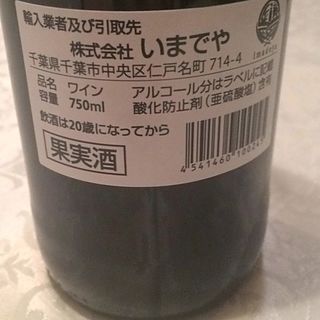 輸入業者及び引取先
株式会社 いまでや
千葉県千葉市中央区仁戸名町 714-4
品名 ワイン アルコール分はラベルに記載
容量 750ml 酸化防止剤(亜硫酸塩)含有
飲酒は20歳になってから
果実酒
imadeya